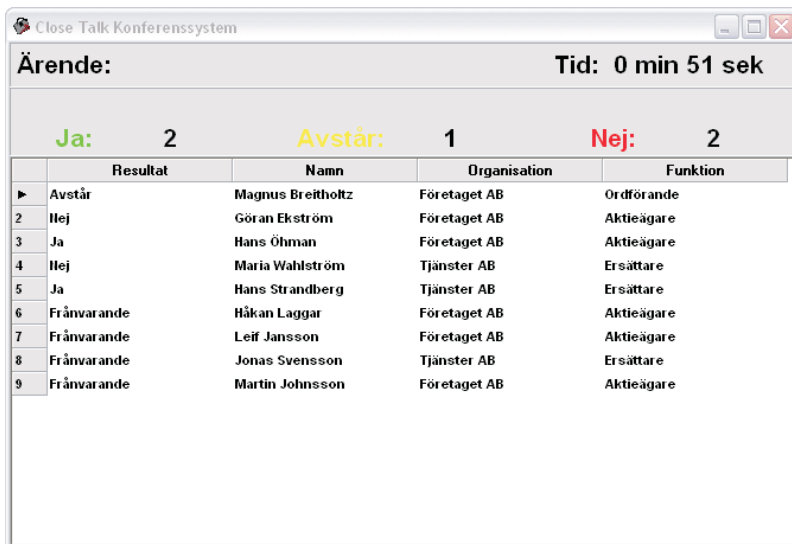 Close Talk Konferenssystem
Ärende: Tid: 0 min 51 sek
Ja: 2 Avstår: 1 Nej: 2
Resultat Namn Organisation Funktion
Avstår Magnus Breitholtz Företaget AB Ordförande
2 Nej Göran Ekström Företaget AB Aktieägare
3 Ja Hans Öhman Företaget AB Aktieägare
4 Nej Maria Wahlström Tjänster AB Ersättare
5 Ja Hans Strandberg Tjänster AB Ersättare
6 Frånvarande Håkan Laggar Företaget AB Aktieägare
7 Frånvarande Leif Jansson Företaget AB Aktieägare
8 Frånvarande Jonas Svensson Tjänster AB Ersättare
9 Frånvarande Martin Johnsson Företaget AB Aktieägare